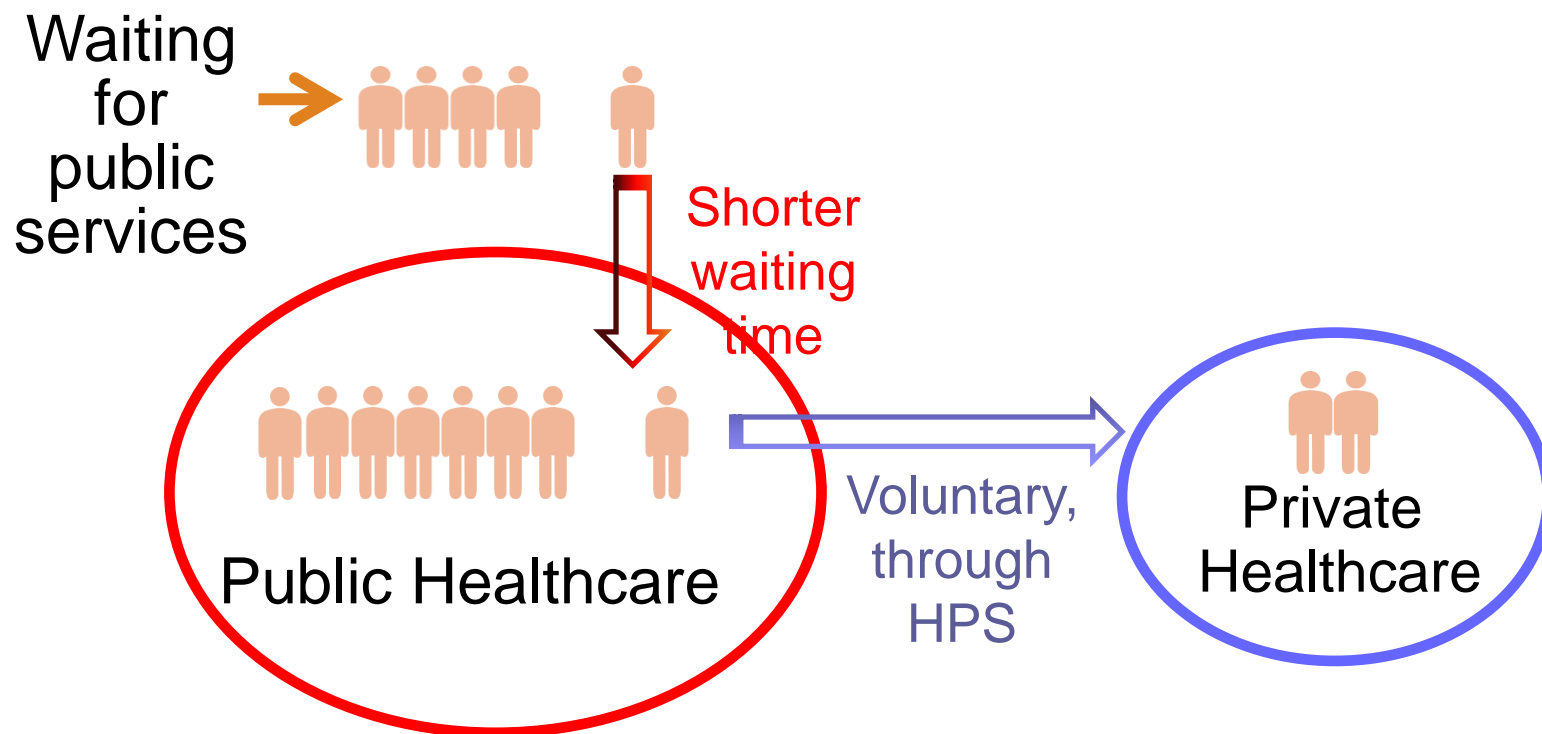 Waiting
for
public
services
Shorter
waiting
time
Public Healthcare
Voluntary,
through
HPS
Private
Healthcare